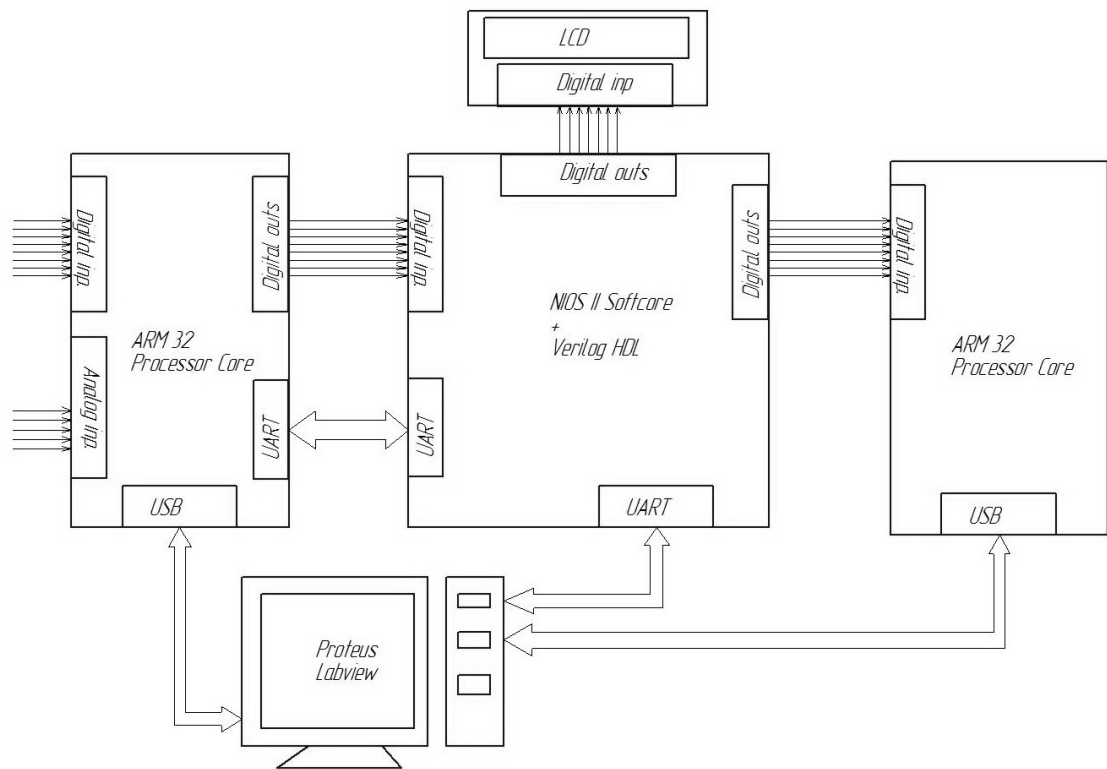 LCD
Digital inp
Digital outs
Digital inp.
Digital outs
Digital inp.
Digital outs
Digital inp.
NIOS II Softcore
+
Verilog HDL
ARM 32
Processor Core
ARM 32
Processor Core
Analog inp.
UART
UART
USB
UART
USB
Proteus
Labview